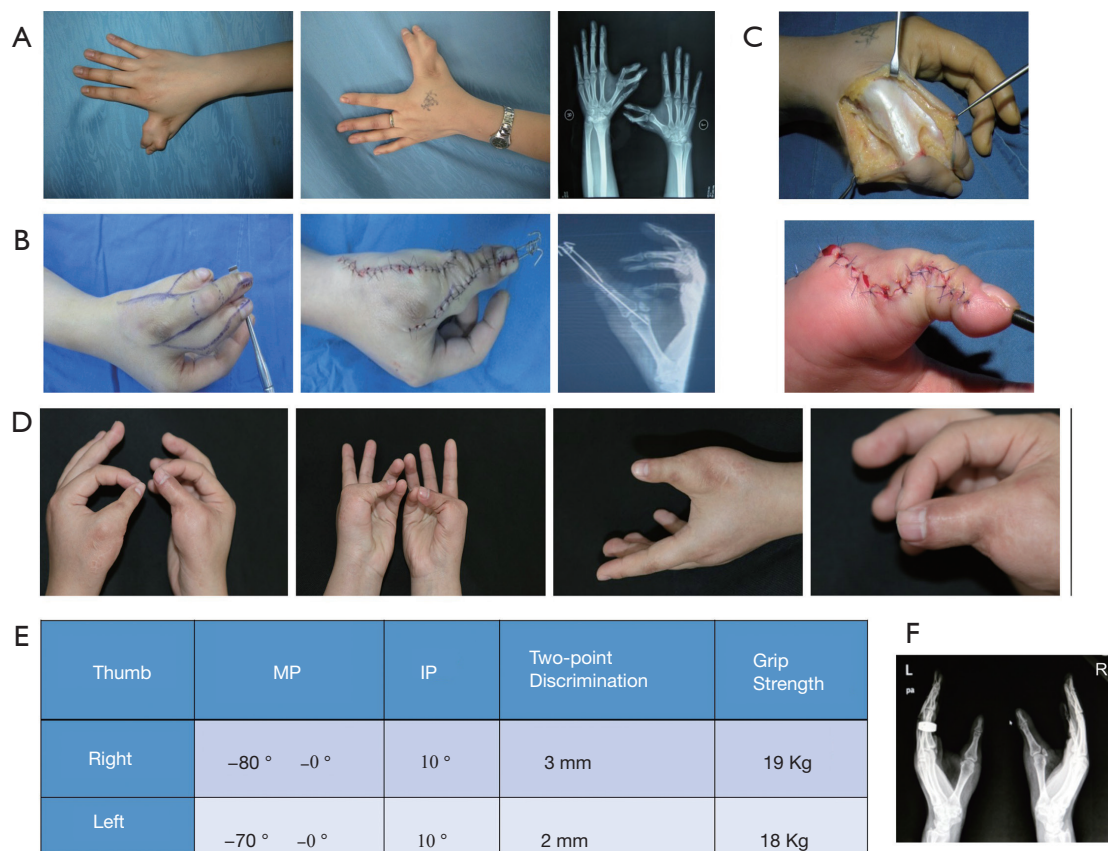 A
C
B
D
E
F
Thumb
MP
IP
Two-point
Discrimination
Grip
Strength
Right
–80 °
–0 °
10 °
3 mm
19 Kg
Left
–70 °
–0 °
10 °
2 mm
18 Kg
L
pa
R